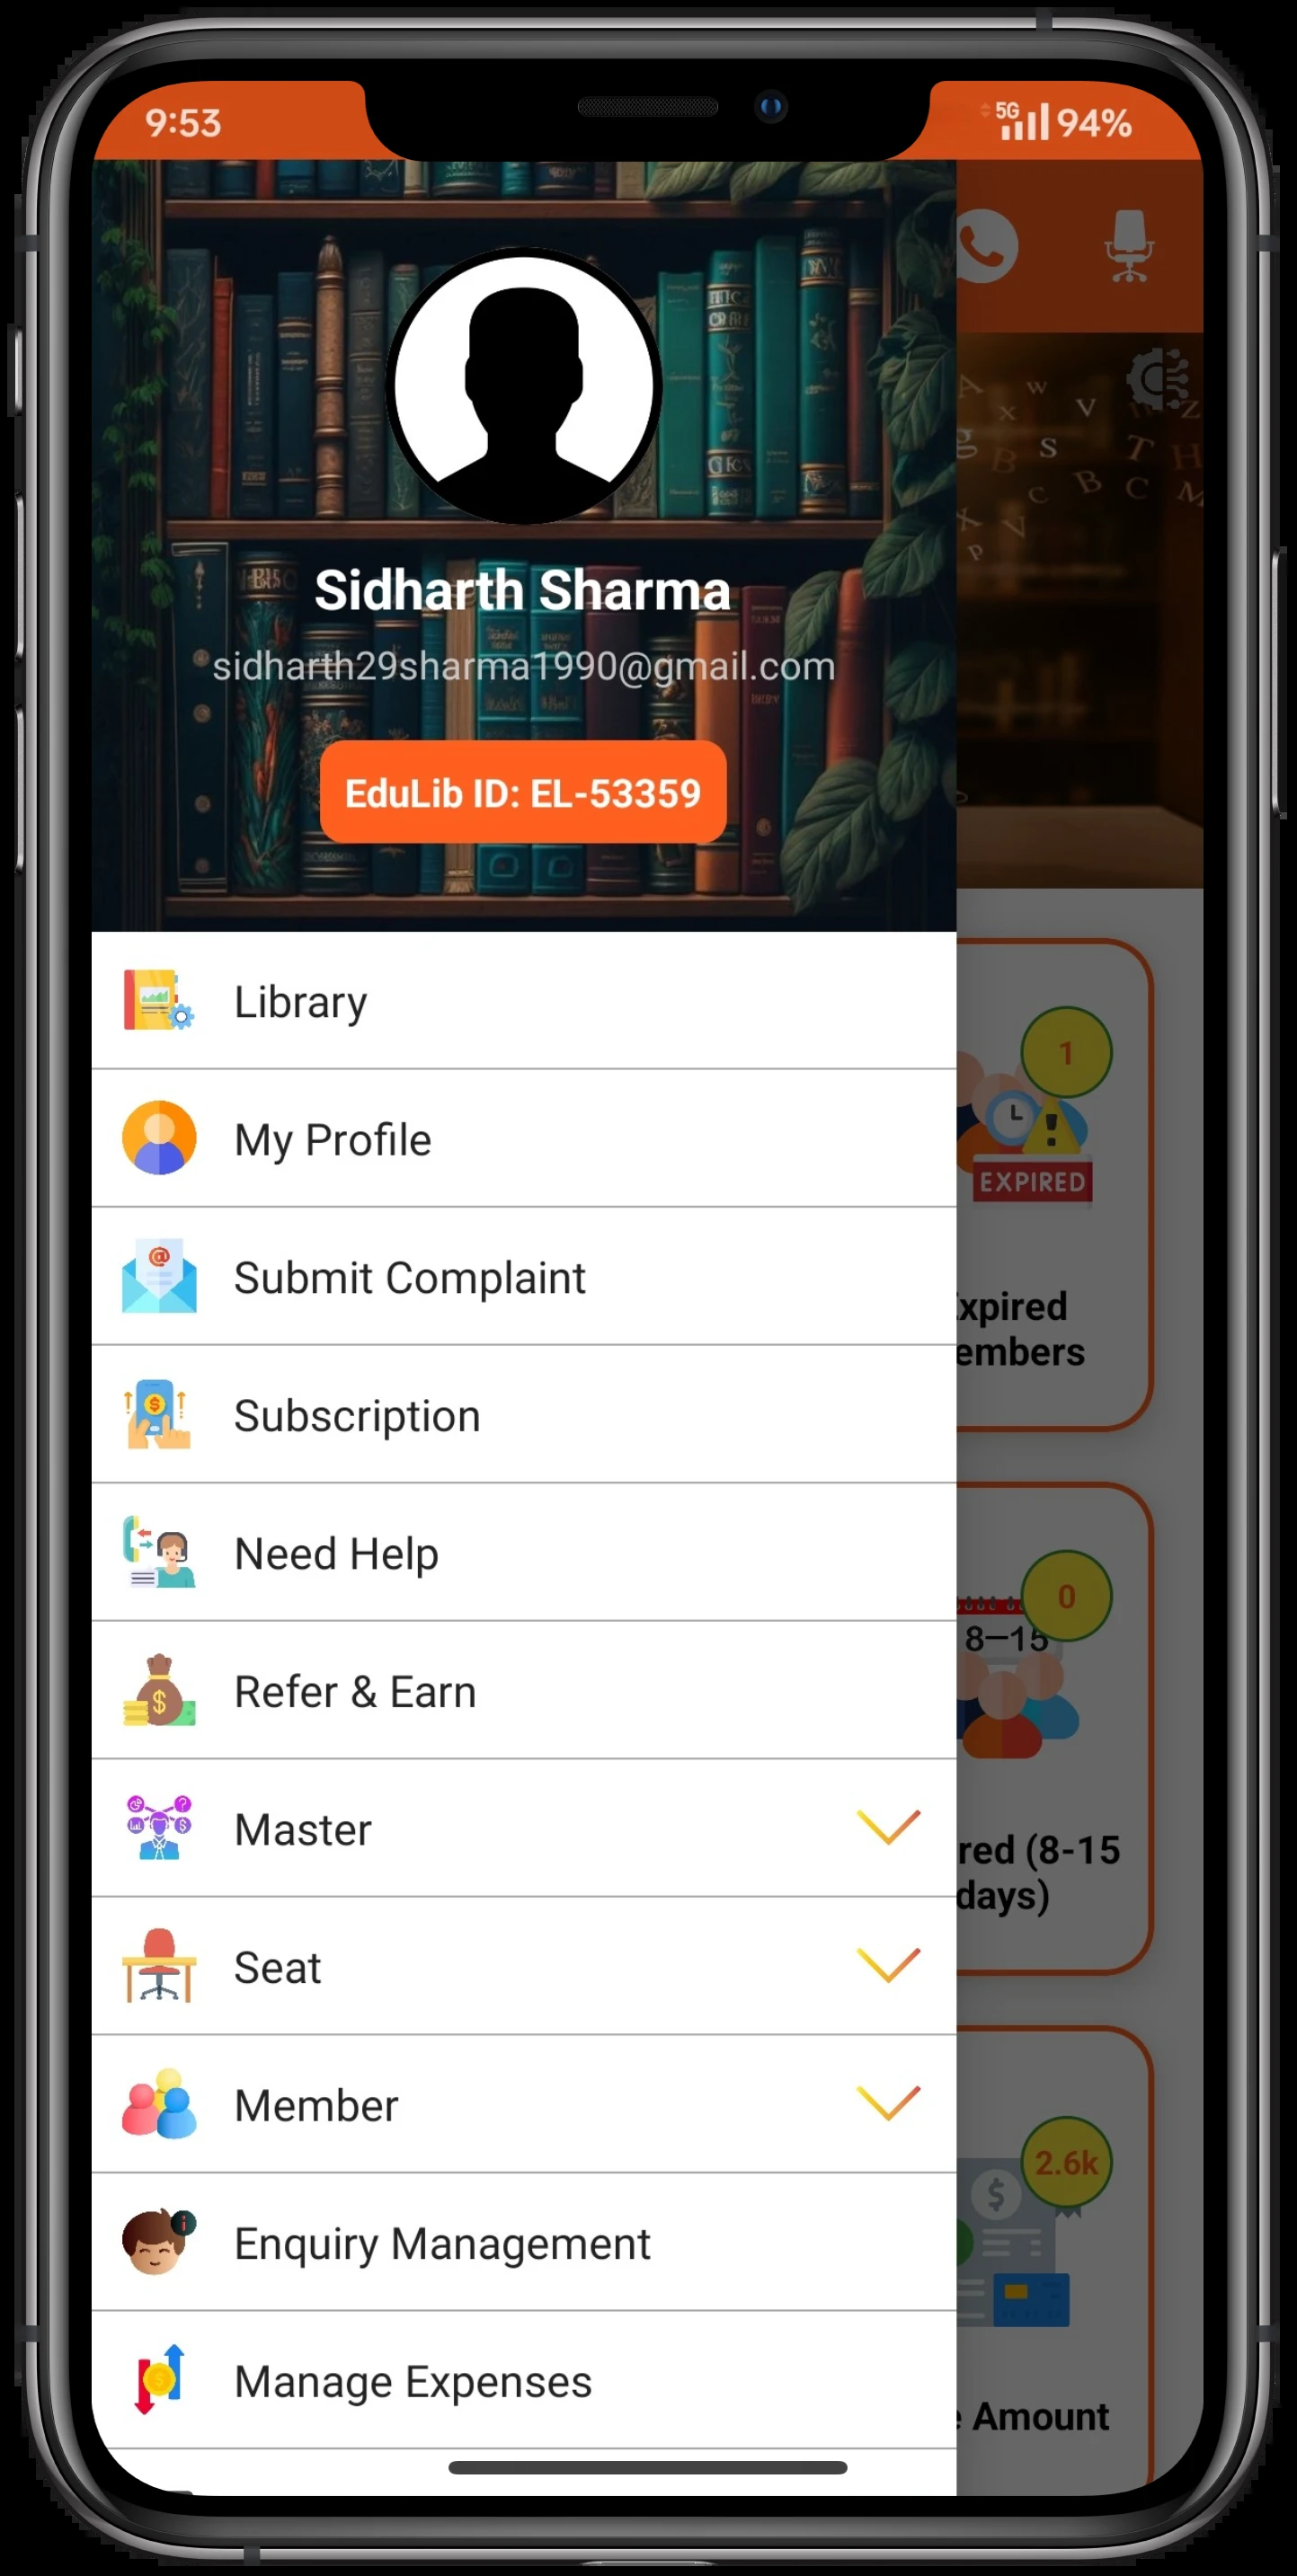 9:53
5G 94%
Sidharth Sharma
sidharth29sharma1990@gmail.com
EduLib ID: EL-53359
Library
My Profile
Submit Complaint
Subscription
Need Help
Refer & Earn
Master
Seat
Member
Enquiry Management
Manage Expenses
1
EXPIRED
xpired
embers
0
8–15
red (8-15
days)
2.6k
Amount